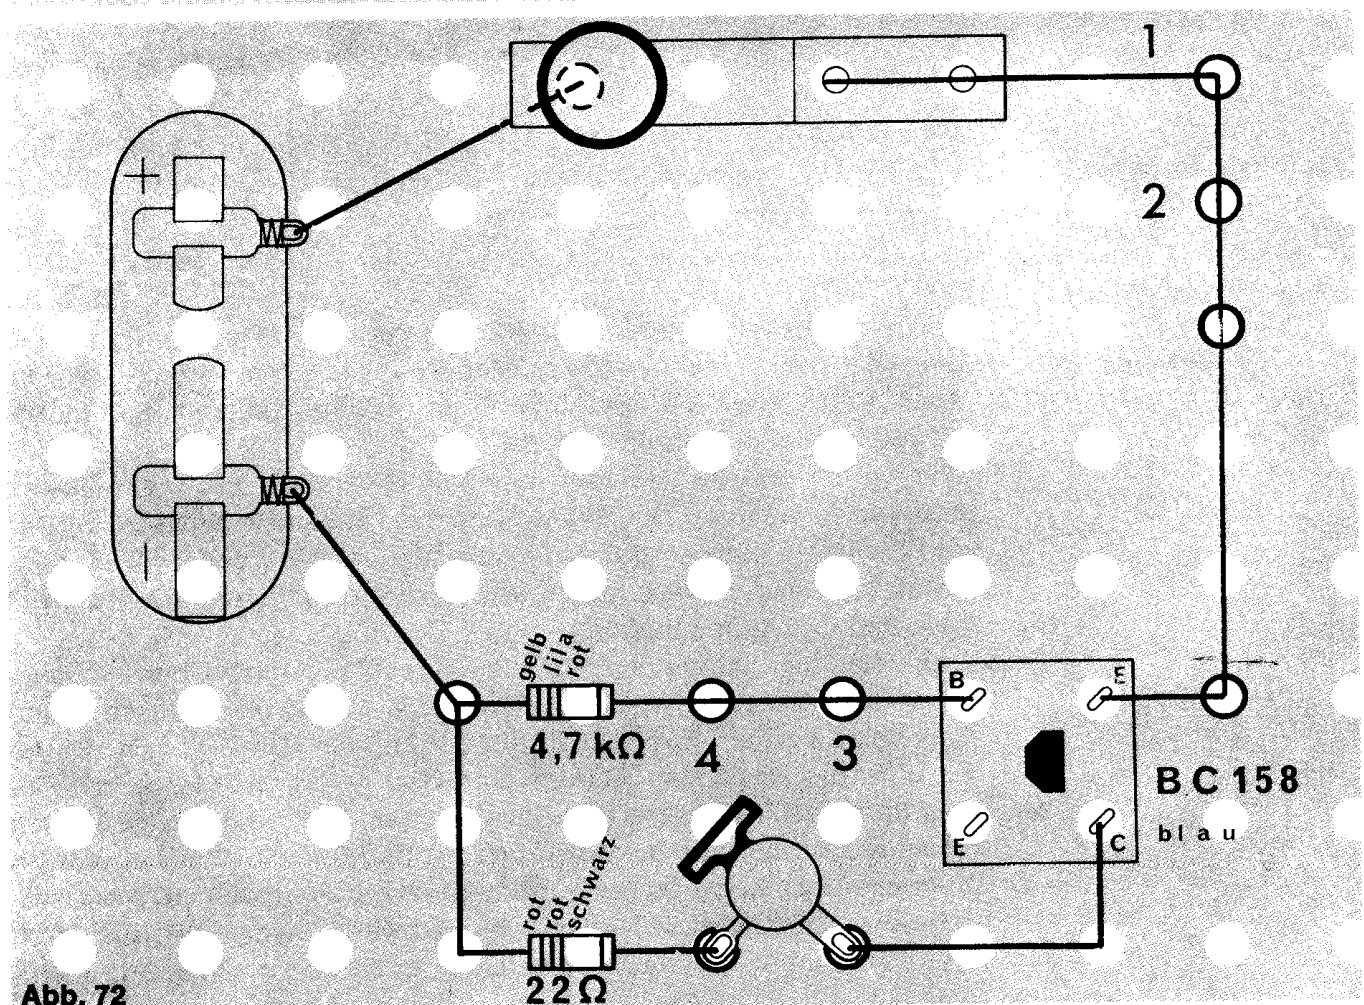 1
+
2
−
gelb
lila
rot
B
E
4,7 kΩ
4
3
BC 158
blau
E
C
rot
rot
schwarz
22 Ω
Abb. 72